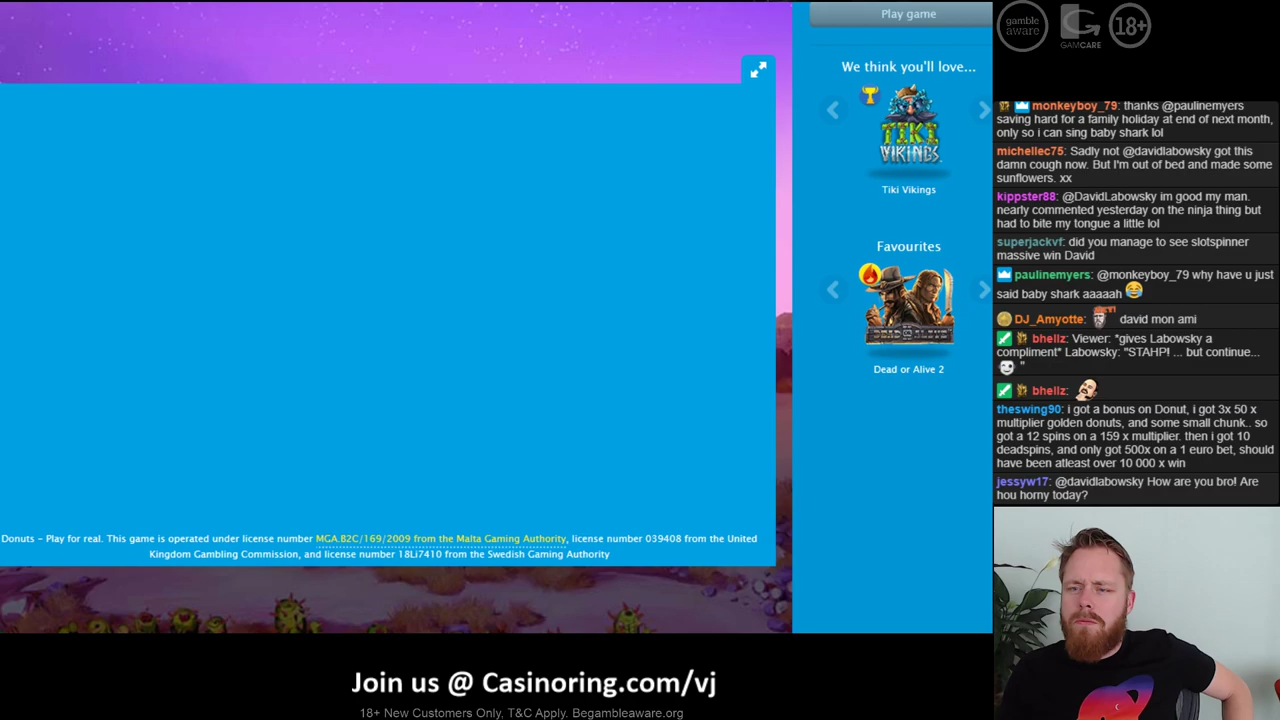 Play game
We think you'll love...
TIKI
VIKINGS
Tiki Vikings
Favourites
DEAD OR ALIVE
Dead or Alive 2
Donuts - Play for real. This game is operated under license number MGA.B2C/169/2009 from the Malta Gaming Authority, license number 039408 from the United
Kingdom Gambling Commission, and license number 18Li7410 from the Swedish Gaming Authority
Join us @ Casinoring.com/vj
18+ New Customers Only, T&C Apply. Begambleaware.org
gamble
aware
GAMCARE
18+
monkeyboy_79: thanks @paulinemyers
saving hard for a family holiday at end of next month,
only so i can sing baby shark lol
michellec75: Sadly not @davidlabowsky got this
damn cough now. But I'm out of bed and made some
sunflowers. xx
kippster88: @DavidLabowsky im good my man.
nearly commented yesterday on the ninja thing but
had to bite my tongue a little lol
superjackvf: did you manage to see slotspinner
massive win David
paulinemyers: @monkeyboy_79 why have u just
said baby shark aaaaah
DJ_Amyotte: david mon ami
bhellz: Viewer: *gives Labowsky a
compliment* Labowsky: "STAHP! ... but continue...
"
bhellz:
theswing90: i got a bonus on Donut, i got 3x 50 x
multiplier golden donuts, and some small chunk.. so
got a 12 spins on a 159 x multiplier. then i got 10
deadspins, and only got 500x on a 1 euro bet, should
have been atleast over 10 000 x win
jessyw17: @davidlabowsky How are you bro! Are
hou horny today?